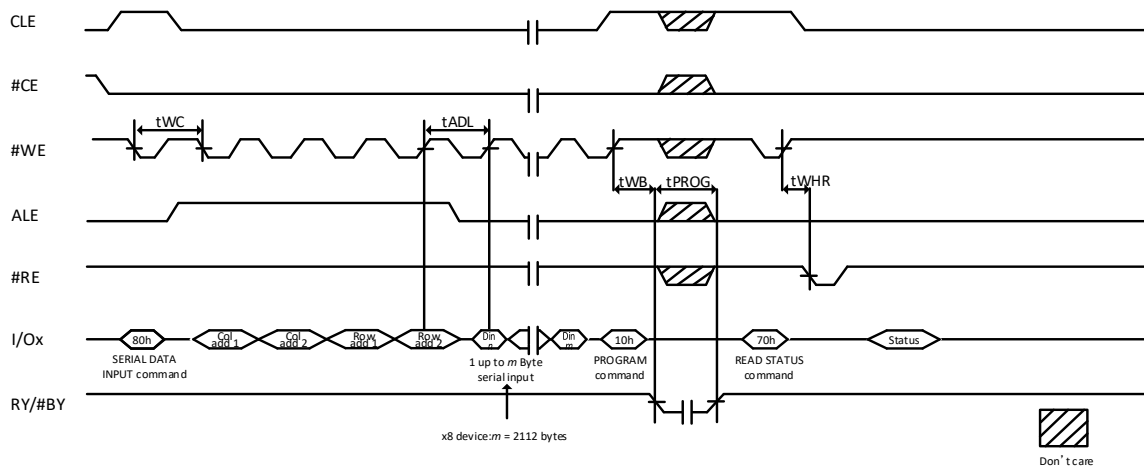 CLE
#CE
tWC
tADL
#WE
tWB
tPROG
tWHR
ALE
#RE
I/Ox
80h
Col
add 1
Col
add 2
Row
add 1
Row
add 2
Din
n
Din
m
10h
70h
Status
SERIAL DATA
INPUT command
1 up to m Byte
serial input
PROGRAM
command
READ STATUS
command
RY/#BY
x8 device:m = 2112 bytes
Don't care